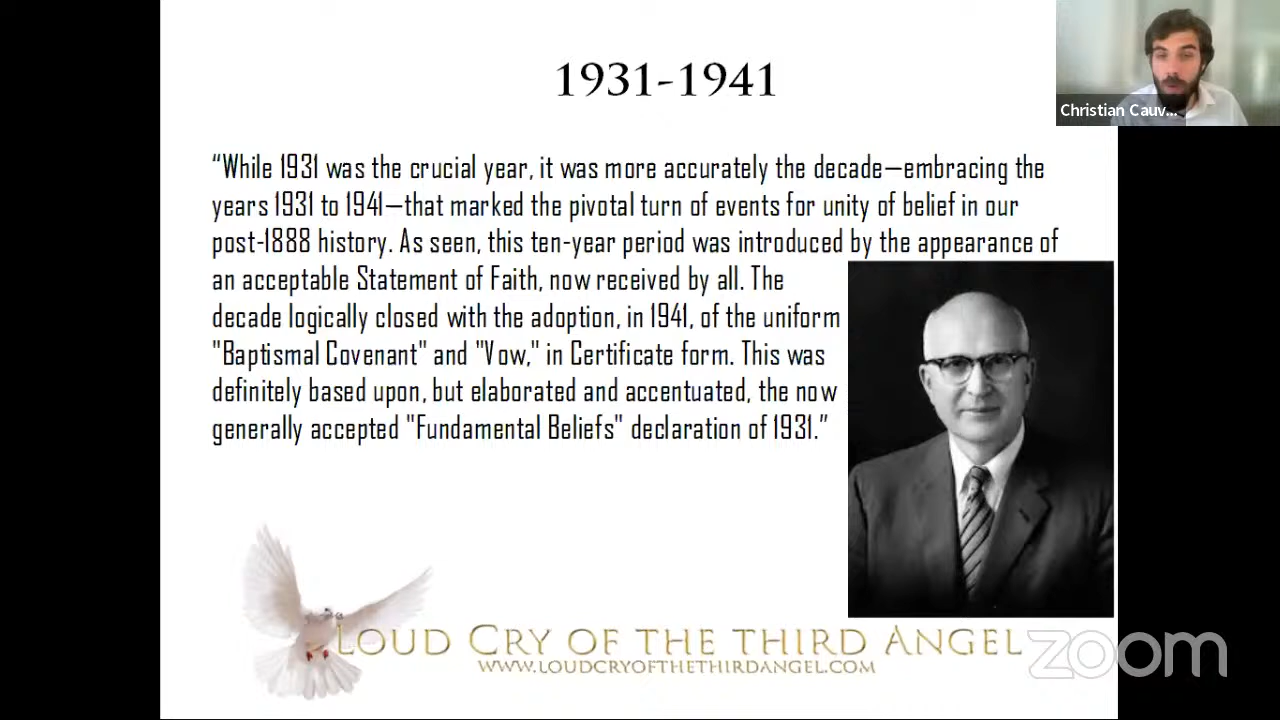 1931-1941
Christian Cauv...
“While 1931 was the crucial year, it was more accurately the decade—embracing the
years 1931 to 1941—that marked the pivotal turn of events for unity of belief in our
post-1888 history. As seen, this ten-year period was introduced by the appearance of
an acceptable Statement of Faith, now received by all. The
decade logically closed with the adoption, in 1941, of the uniform
"Baptismal Covenant" and "Vow," in Certificate form. This was
definitely based upon, but elaborated and accentuated, the now
generally accepted "Fundamental Beliefs" declaration of 1931.”
LOUD CRY OF THE THIRD ANGEL
WWW.LOUDCRYOFTHETHIRDANGEL.COM
zoom